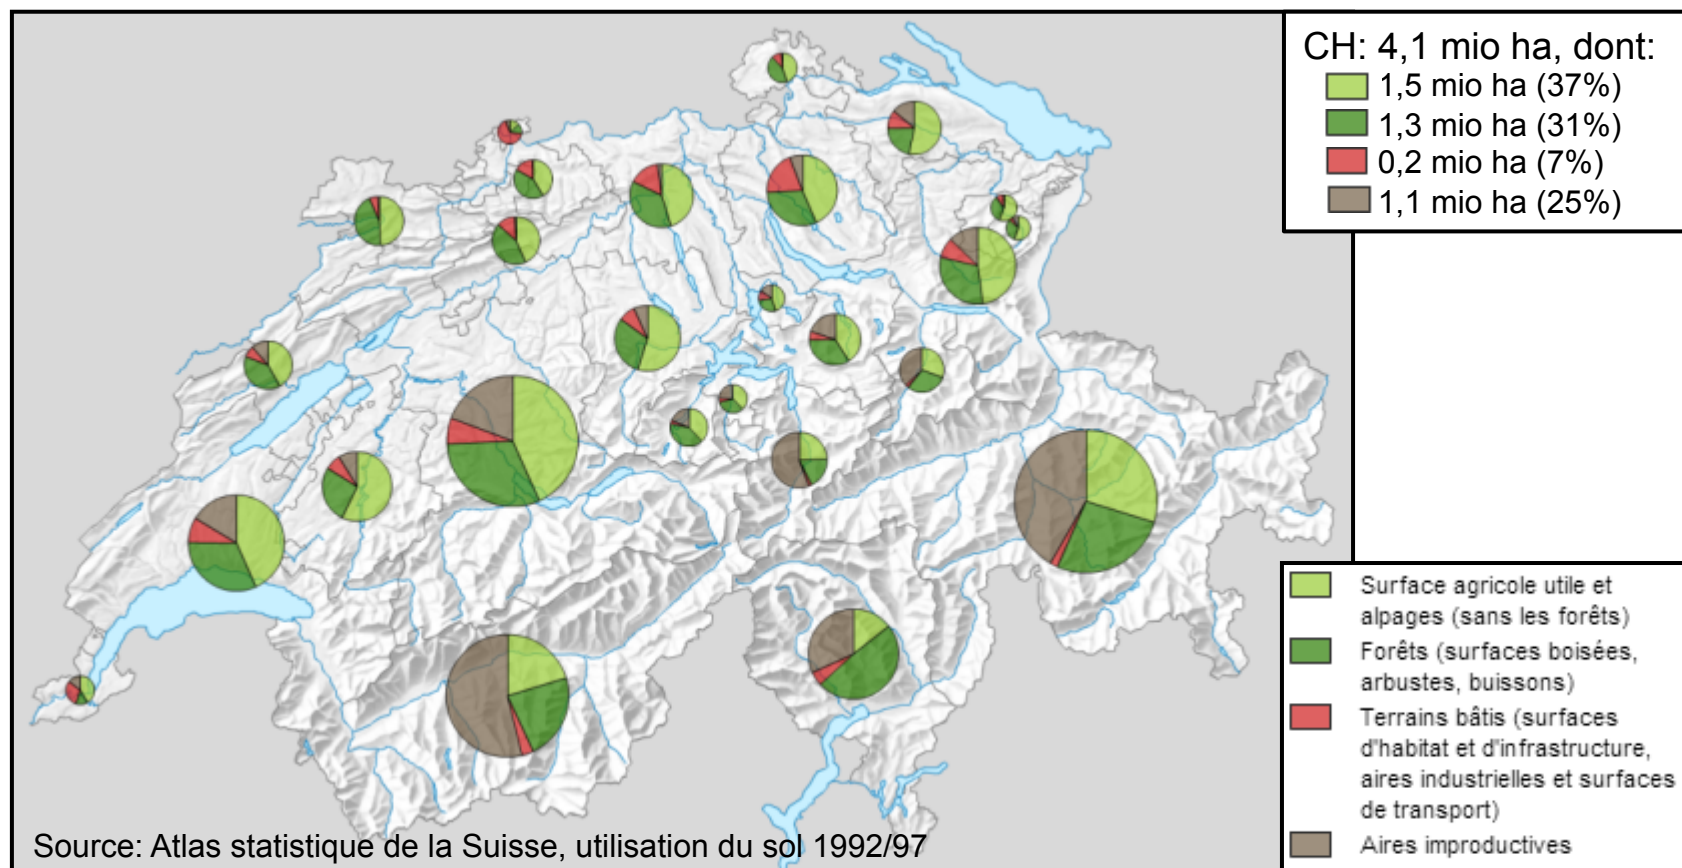 CH: 4,1 mio ha, dont:
1,5 mio ha (37%)
1,3 mio ha (31%)
0,2 mio ha (7%)
1,1 mio ha (25%)
Surface agricole utile et
alpages (sans les forêts)
Forêts (surfaces boisées,
arbustes, buissons)
Terrains bâtis (surfaces
d'habitat et d'infrastructure,
aires industrielles et surfaces
de transport)
Aires improductives
Source: Atlas statistique de la Suisse, utilisation du sol 1992/97